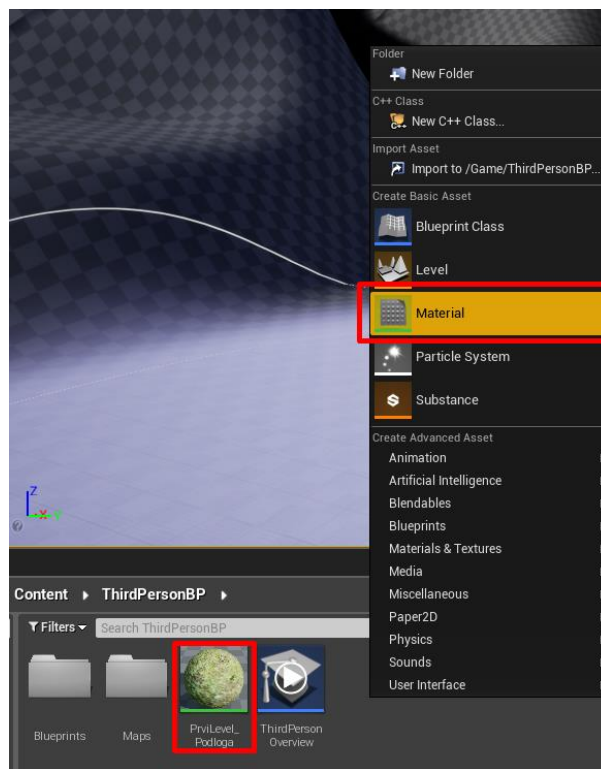 Folder
New Folder
C++ Class
New C++ Class...
Import Asset
Import to /Game/ThirdPersonBP...
Create Basic Asset
Blueprint Class
Level
Material
Particle System
Substance
Create Advanced Asset
Animation
Artificial Intelligence
Blendables
Blueprints
Materials & Textures
Media
Miscellaneous
Paper2D
Physics
Sounds
User Interface
Z
X
Y
Content
ThirdPersonBP
Filters
Search ThirdPersonBP
Blueprints
Maps
PrviLevel_
Podloga
ThirdPerson
Overview